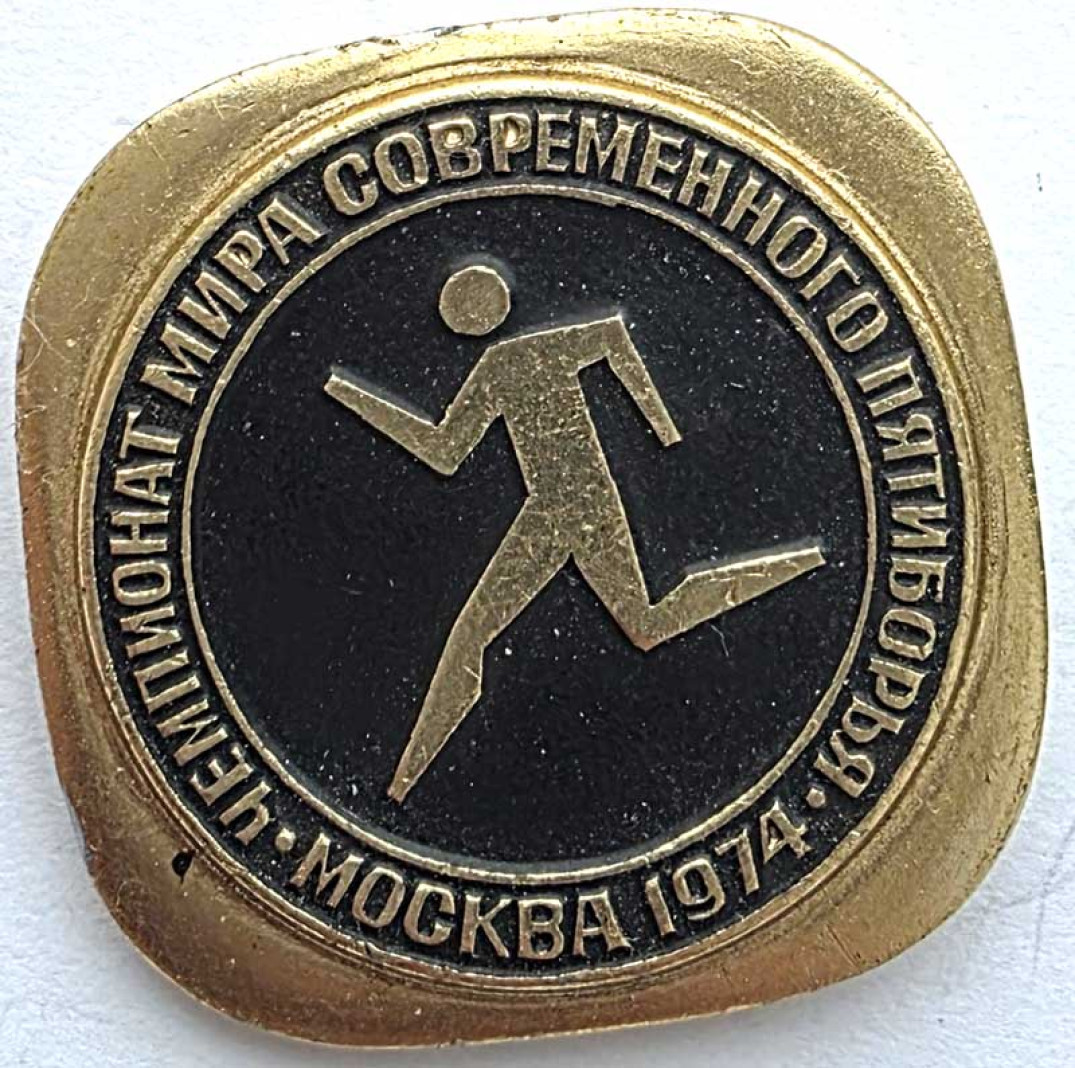 ЧЕМПИОНАТ МИРА СОВРЕМЕННОГО ПЯТИБОРЬЯ
• МОСКВА 1974 •